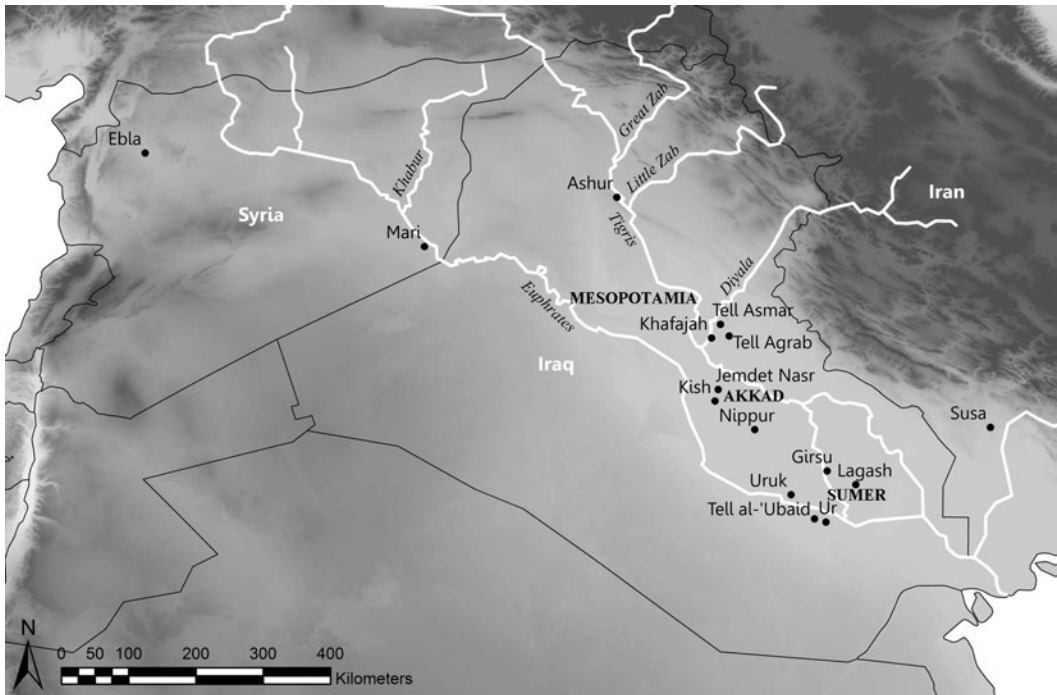 Ebla
Syria
Khabur
Mari
Great Zab
Little Zab
Ashur
Tigris
Iran
Diyala
MESOPOTAMIA
Euphrates
Tell Asmar
Khafajah
Tell Agrab
Iraq
Jemdet Nasr
Kish
AKKAD
Nippur
Susa
Girsu
Lagash
Uruk
SUMER
Tell al-'Ubaid
Ur
N
0 50 100 200 300 400
Kilometers